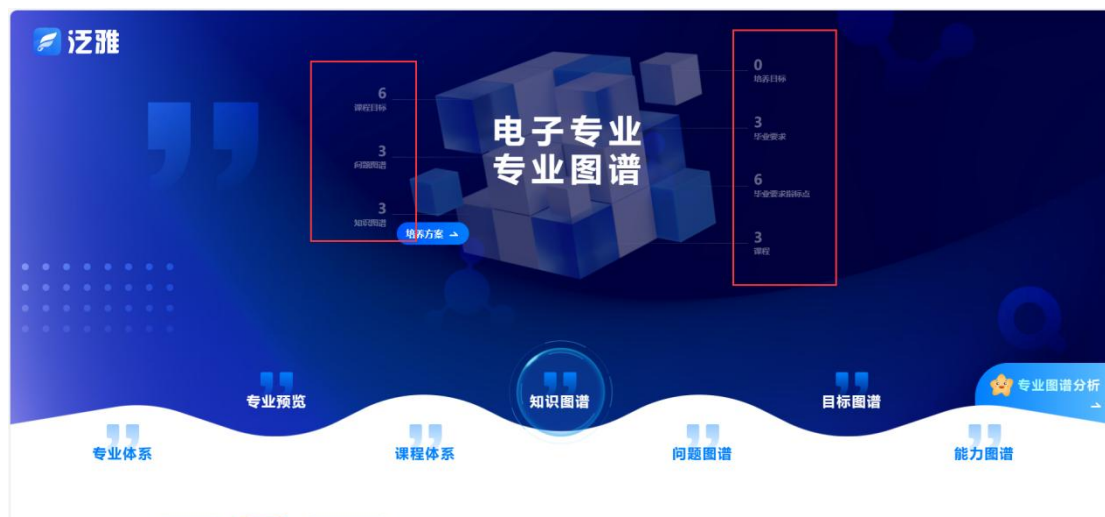 泛雅
6
课程目标
3
问题图谱
3
知识图谱
培养方案
电子专业
专业图谱
0
培养目标
3
毕业要求
6
毕业要求指标点
3
课程
专业预览
知识图谱
目标图谱
专业图谱分析
专业体系
课程体系
问题图谱
能力图谱